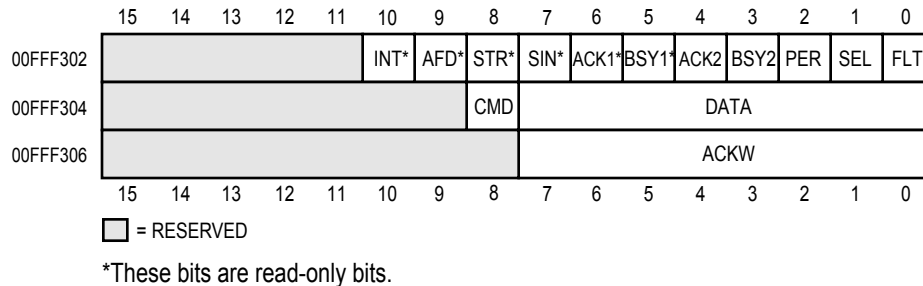 15 14 13 12 11 10 9 8 7 6 5 4 3 2 1 0
00FFF302 INT* AFD* STR* SIN* ACK1* BSY1* ACK2 BSY2 PER SEL FLT
00FFF304 CMD DATA
00FFF306 ACKW
15 14 13 12 11 10 9 8 7 6 5 4 3 2 1 0
= RESERVED
*These bits are read-only bits.